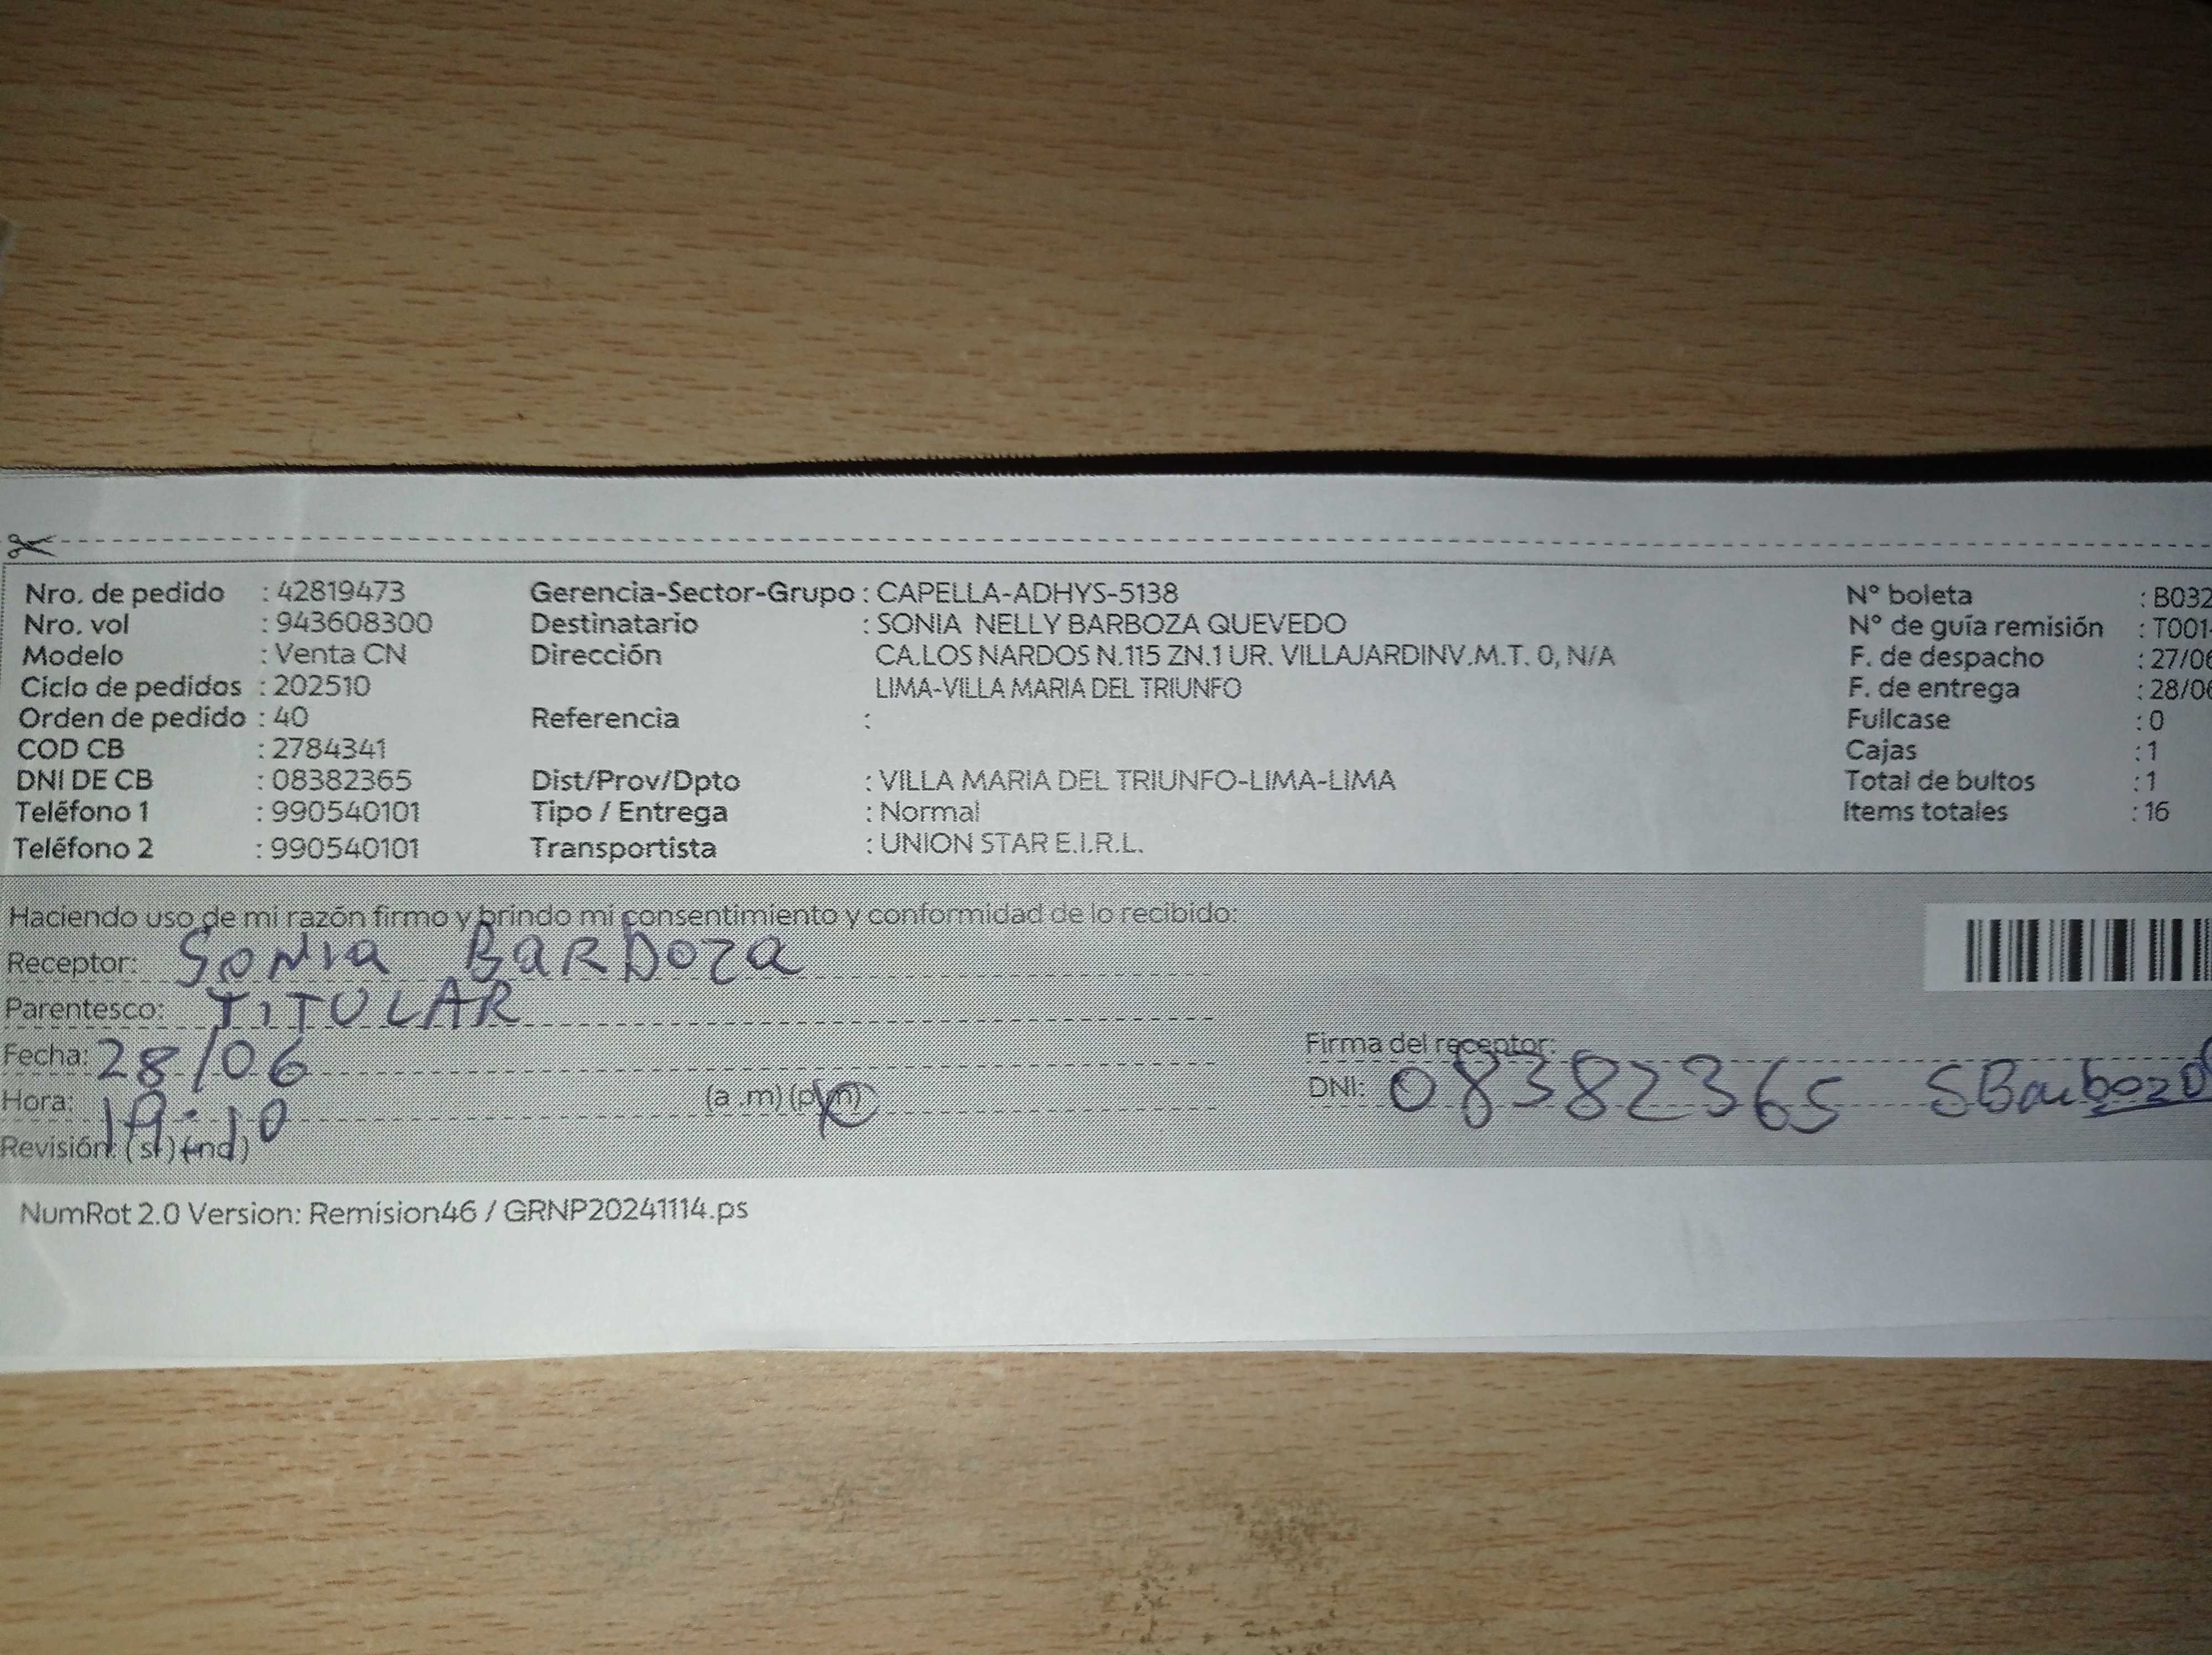 Nro. de pedido : 42819473 Gerencia-Sector-Grupo : CAPELLA-ADHYS-5138 N° boleta : B032
Nro. vol : 943608300 Destinatario : SONIA NELLY BARBOZA QUEVEDO N° de guía remisión : T001-
Modelo : Venta CN Dirección CA.LOS NARDOS N.115 ZN.1 UR. VILLAJARDINV.M.T. 0, N/A F. de despacho : 27/06
Ciclo de pedidos : 202510 LIMA-VILLA MARIA DEL TRIUNFO F. de entrega : 28/06
Orden de pedido : 40 Referencia : Fullcase : 0
COD CB : 2784341 Cajas : 1
DNI DE CB : 08382365 Dist/Prov/Dpto : VILLA MARIA DEL TRIUNFO-LIMA-LIMA Total de bultos : 1
Teléfono 1 : 990540101 Tipo / Entrega : Normal Items totales : 16
Teléfono 2 : 990540101 Transportista : UNION STAR E.I.R.L.
Haciendo uso de mi razón firmo y brindo mi consentimiento y conformidad de lo recibido:
Receptor: Sonia Barboza
Parentesco: TITULAR
Fecha: 28/06 Firma del receptor:
Hora: 19:10 (a .m) (p.m) DNI: 08382365 SBarboza
Revisión: (si) (no)
NumRot 2.0 Version: Remision46 / GRNP20241114.ps